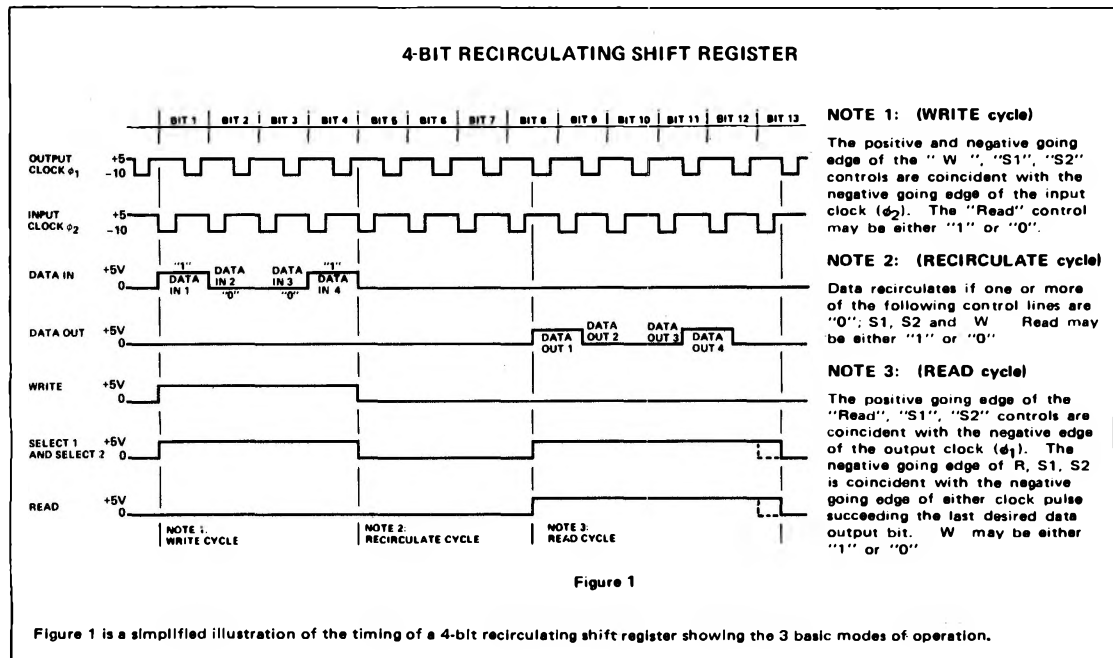 4-BIT RECIRCULATING SHIFT REGISTER
BIT 1 BIT 2 BIT 3 BIT 4 BIT 5 BIT 6 BIT 7 BIT 8 BIT 9 BIT 10 BIT 11 BIT 12 BIT 13
OUTPUT +5
CLOCK ϕ1 -10
INPUT +5
CLOCK ϕ2 -10
DATA IN +5V
0
"1"
DATA
IN 1
DATA
IN 2
"0"
DATA
IN 3
"0"
"1"
DATA
IN 4
DATA OUT +5V
0
DATA
OUT 1
DATA
OUT 2
DATA
OUT 3
DATA
OUT 4
WRITE +5V
0
SELECT 1 +5V
AND SELECT 2 0
READ +5V
0
NOTE 1:
WRITE CYCLE
NOTE 2:
RECIRCULATE CYCLE
NOTE 3:
READ CYCLE
Figure 1
NOTE 1: (WRITE cycle)
The positive and negative going
edge of the " W ", "S1", "S2"
controls are coincident with the
negative going edge of the input
clock (ϕ2). The "Read" control
may be either "1" or "0".
NOTE 2: (RECIRCULATE cycle)
Data recirculates if one or more
of the following control lines are
"0"; S1, S2 and W Read may
be either "1" or "0"
NOTE 3: (READ cycle)
The positive going edge of the
"Read", "S1", "S2" controls are
coincident with the negative edge
of the output clock (ϕ1). The
negative going edge of R, S1, S2
is coincident with the negative
going edge of either clock pulse
succeeding the last desired data
output bit. W may be either
"1" or "0"
Figure 1 is a simplified illustration of the timing of a 4-bit recirculating shift register showing the 3 basic modes of operation.